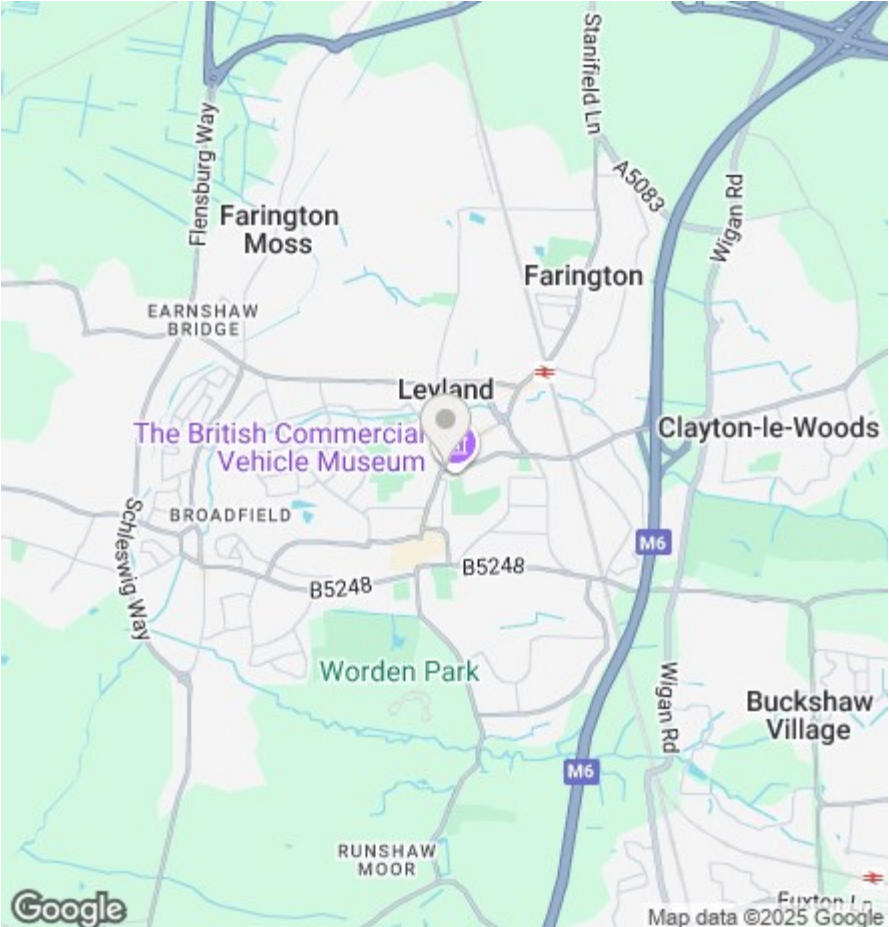 Stanifield Ln
Flensburg Way
A5083
Wigan Rd
Farington
Moss
Farington
EARNSHAW
BRIDGE
Leyland
The British Commercial
Vehicle Museum
Clayton-le-Woods
BROADFIELD
Schleswig Way
M6
B5248
B5248
Worden Park
Wigan Rd
Buckshaw
Village
M6
RUNSHAW
MOOR
Euxton Ln
Google
Map data ©2025 Google